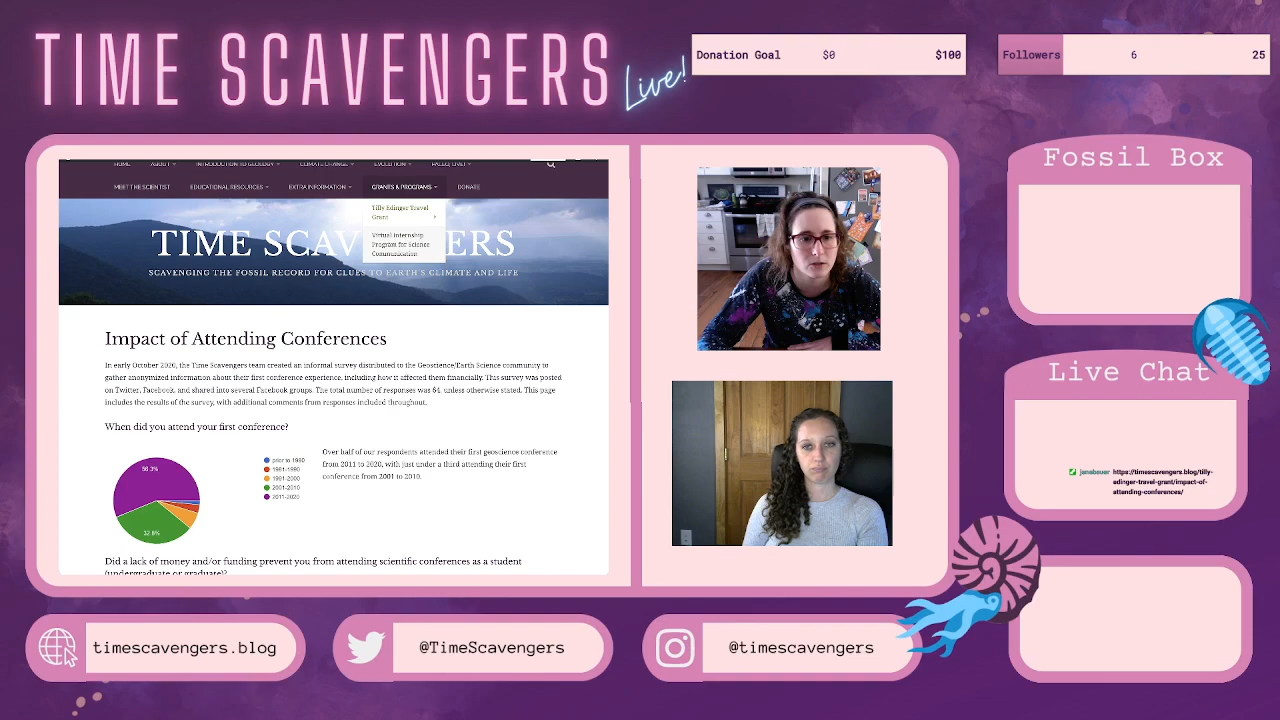 TIME SCAVENGERS
Live!
Donation Goal $0 $100
Followers 6 25
HOME ABOUT INTRODUCTION TO GEOLOGY CLIMATE CHANGE EVOLUTION PALEO, LIVE!
MEET THE SCIENTIST EDUCATIONAL RESOURCES EXTRA INFORMATION GRANTS & PROGRAMS DONATE
Tilly Edinger Travel
Grant
Virtual Internship
Program for Science
Communication
TIME SCAV ERS
SCAVENGING THE FOSSIL RECORD FOR CLUES TO EARTH'S CLIMATE AND LIFE
Impact of Attending Conferences
In early October 2020, the Time Scavengers team created an informal survey distributed to the Geoscience/Earth Science community to
gather anonymized information about their first conference experience, including how it affected them financially. This survey was posted
on Twitter, Facebook, and shared into several Facebook groups. The total number of responses was 64, unless otherwise stated. This page
includes the results of the survey, with additional comments from responses included throughout.
When did you attend your first conference?
56.3%
32.8%
prior to 1980
1981-1990
1991-2000
2001-2010
2011-2020
Over half of our respondents attended their first geoscience conference
from 2011 to 2020, with just under a third attending their first
conference from 2001 to 2010.
Did a lack of money and/or funding prevent you from attending scientific conferences as a student
(undergraduate or graduate)?
Fossil Box
Live Chat
janabauer https://timescavengers.blog/tilly-
edinger-travel-grant/impact-of-
attending-conferences/
timescavengers.blog
@TimeScavengers
@timescavengers